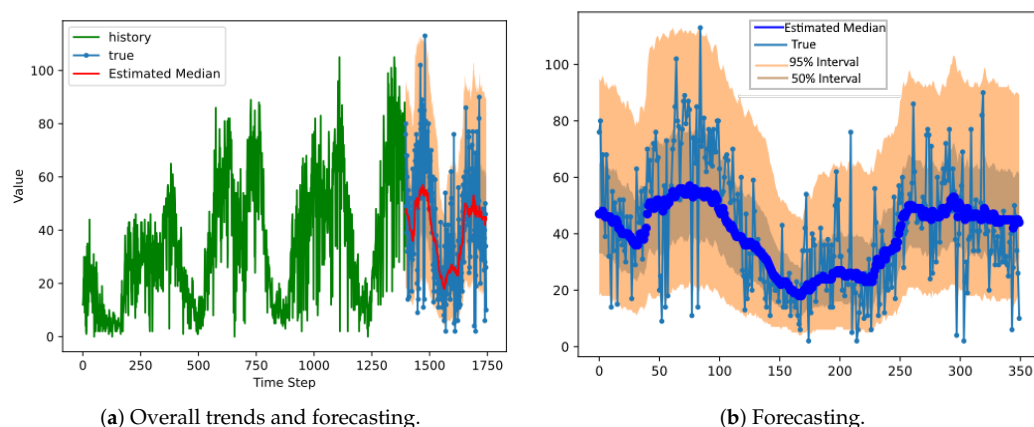 history
true
Estimated Median
100
80
60
40
20
0
Value
0
250
500
750
1000
1250
1500
1750
Time Step
(a) Overall trends and forecasting.
Estimated Median
True
95% Interval
50% Interval
100
80
60
40
20
0
0
50
100
150
200
250
300
350
(b) Forecasting.